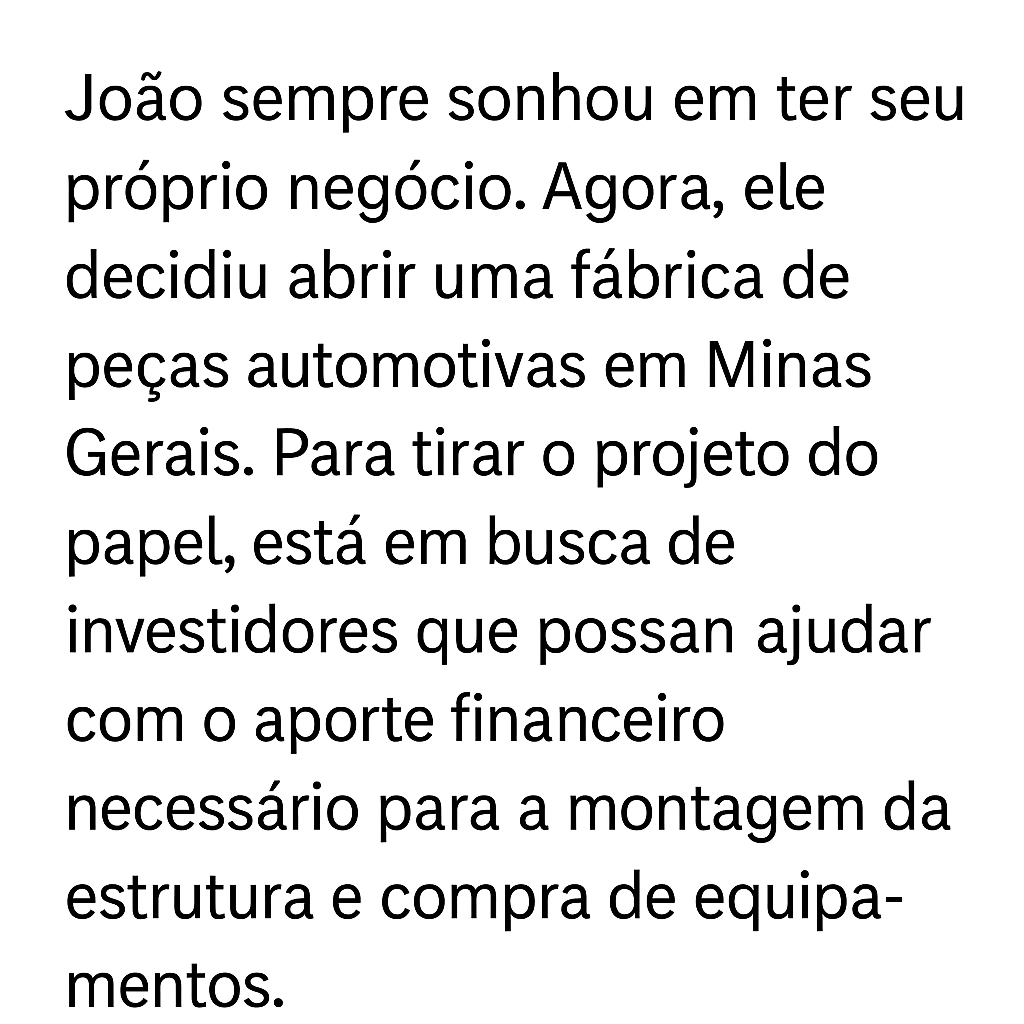 João sempre sonhou em ter seu
próprio negócio. Agora, ele
decidiu abrir uma fábrica de
peças automotivas em Minas
Gerais. Para tirar o projeto do
papel, está em busca de
investidores que possan ajudar
com o aporte financeiro
necessário para a montagem da
estrutura e compra de equipa-
mentos.